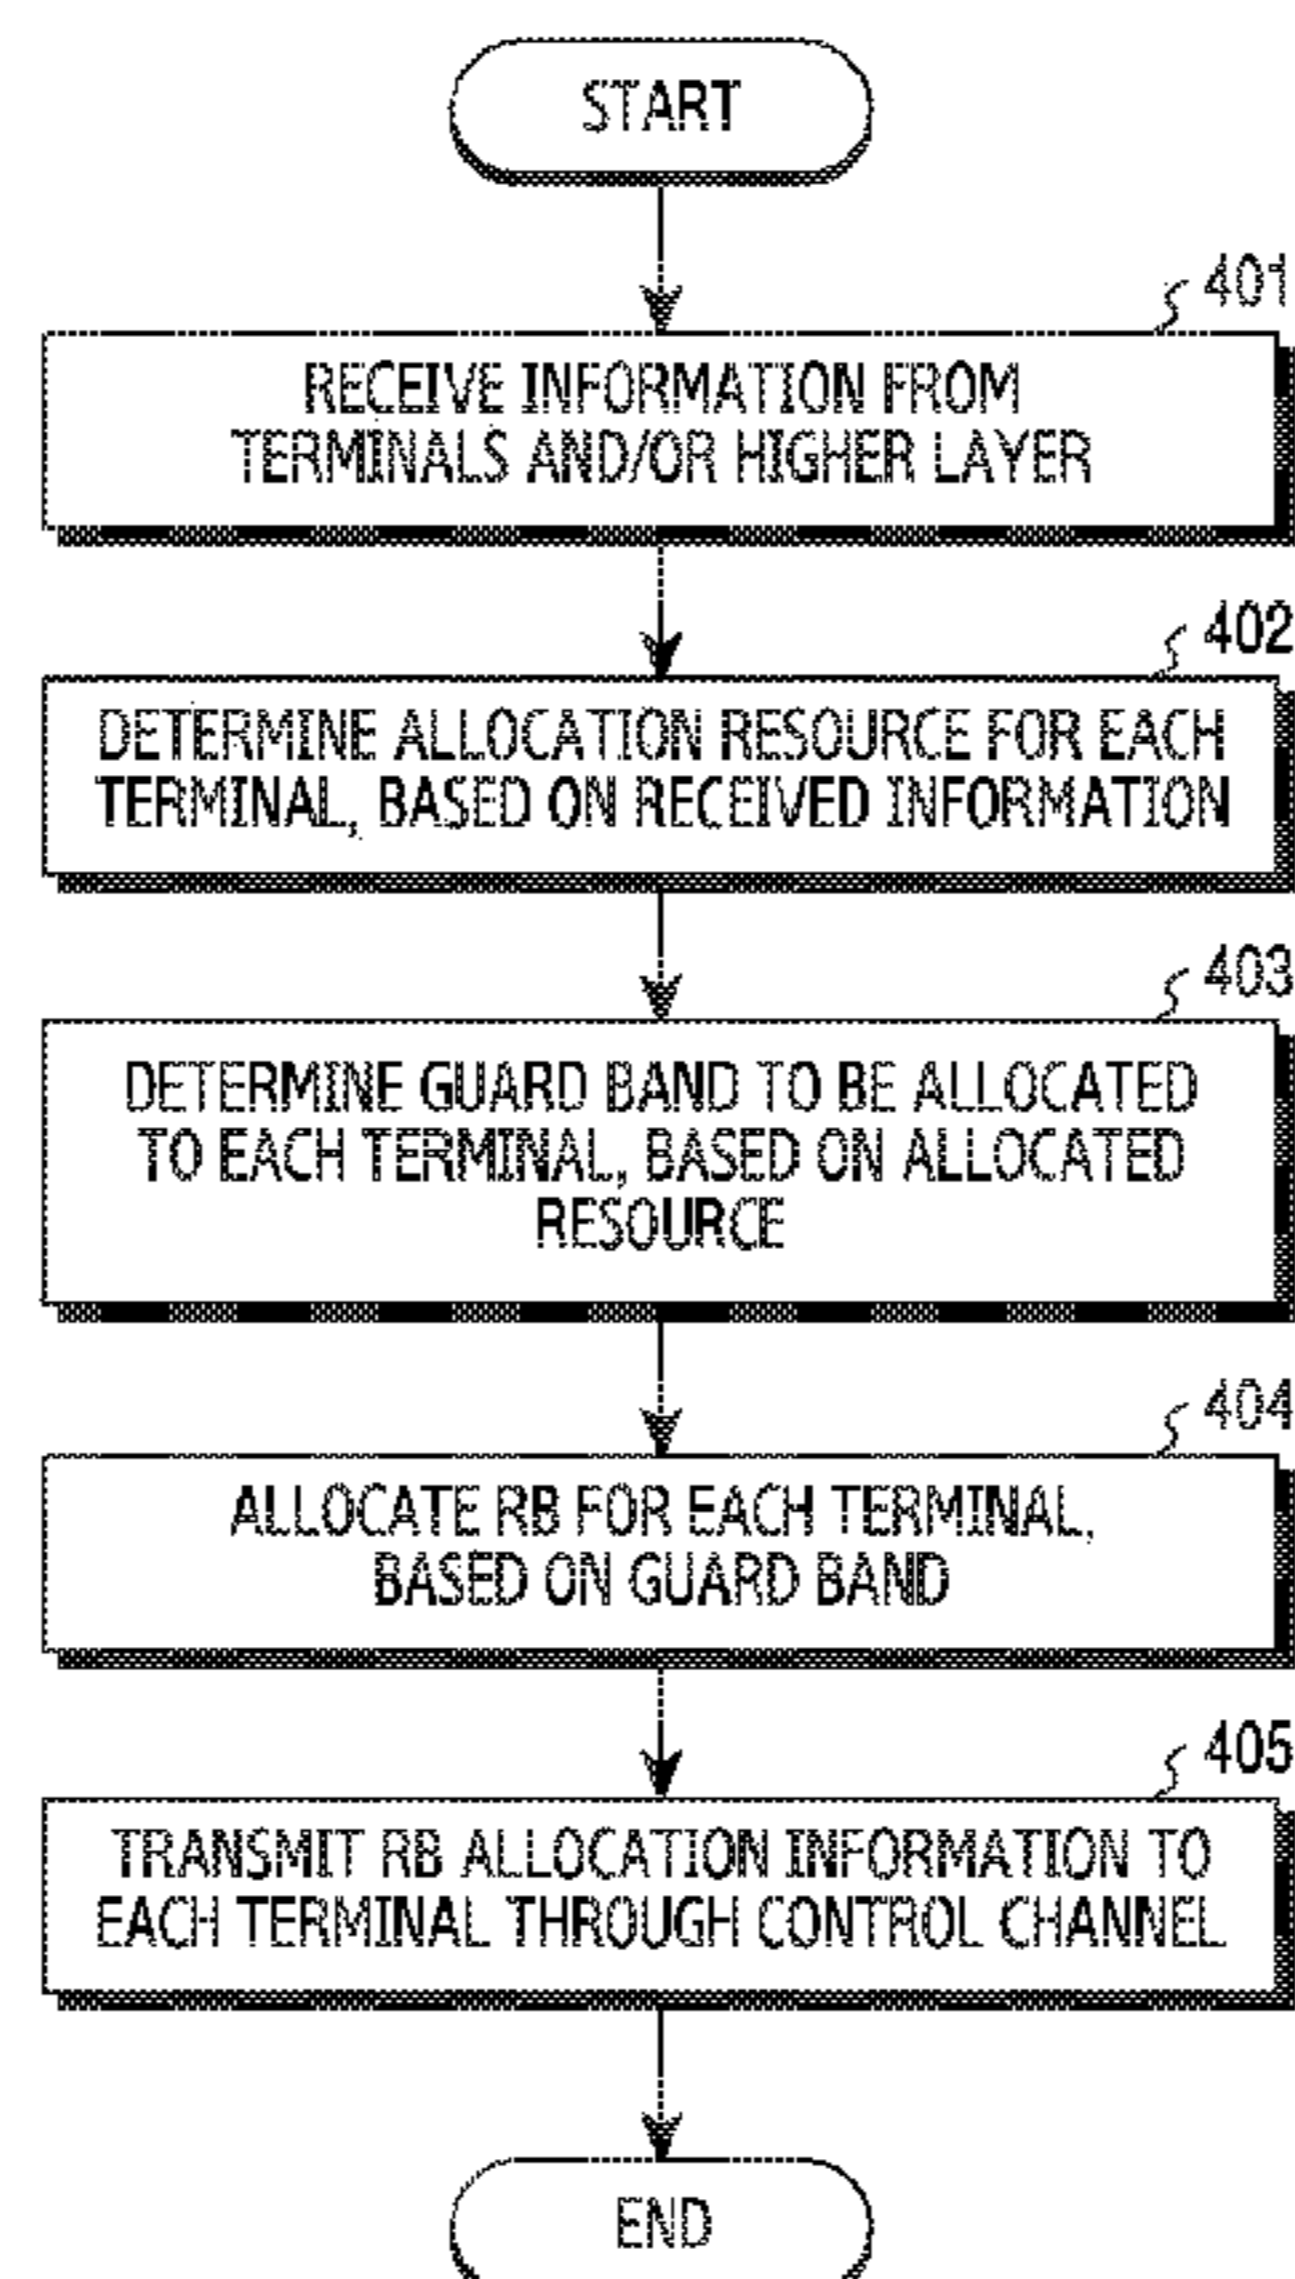 START
401
RECEIVE INFORMATION FROM
TERMINALS AND/OR HIGHER LAYER
402
DETERMINE ALLOCATION RESOURCE FOR EACH
TERMINAL, BASED ON RECEIVED INFORMATION
403
DETERMINE GUARD BAND TO BE ALLOCATED
TO EACH TERMINAL, BASED ON ALLOCATED
RESOURCE
404
ALLOCATE RB FOR EACH TERMINAL,
BASED ON GUARD BAND
405
TRANSMIT RB ALLOCATION INFORMATION TO
EACH TERMINAL THROUGH CONTROL CHANNEL
END